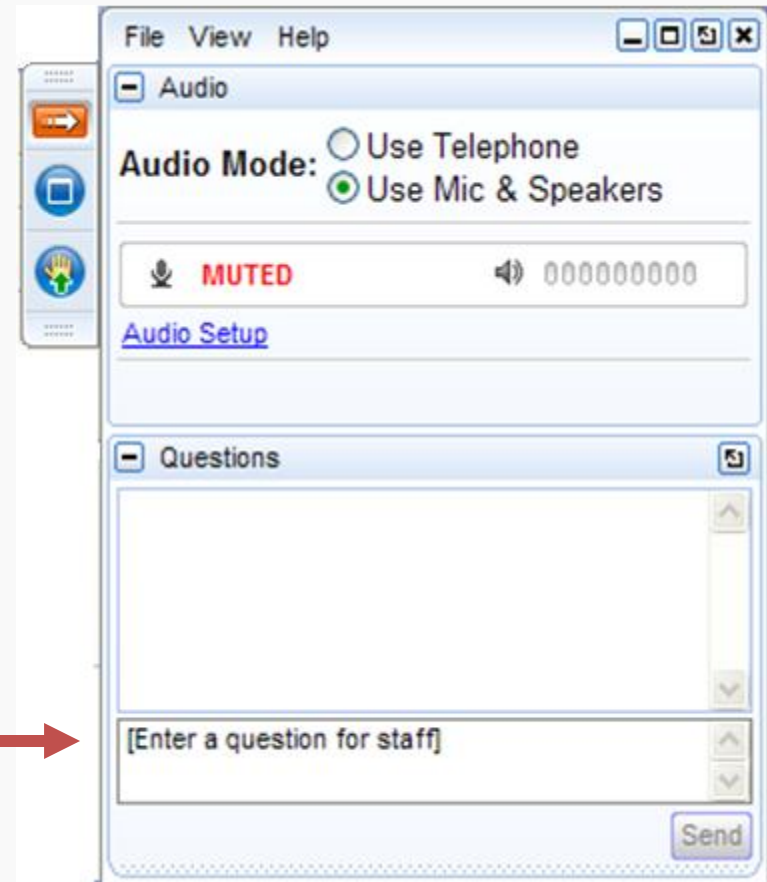 File View Help
Audio
Audio Mode:
Use Telephone
Use Mic & Speakers
MUTED
000000000
Audio Setup
Questions
[Enter a question for staff]
Send